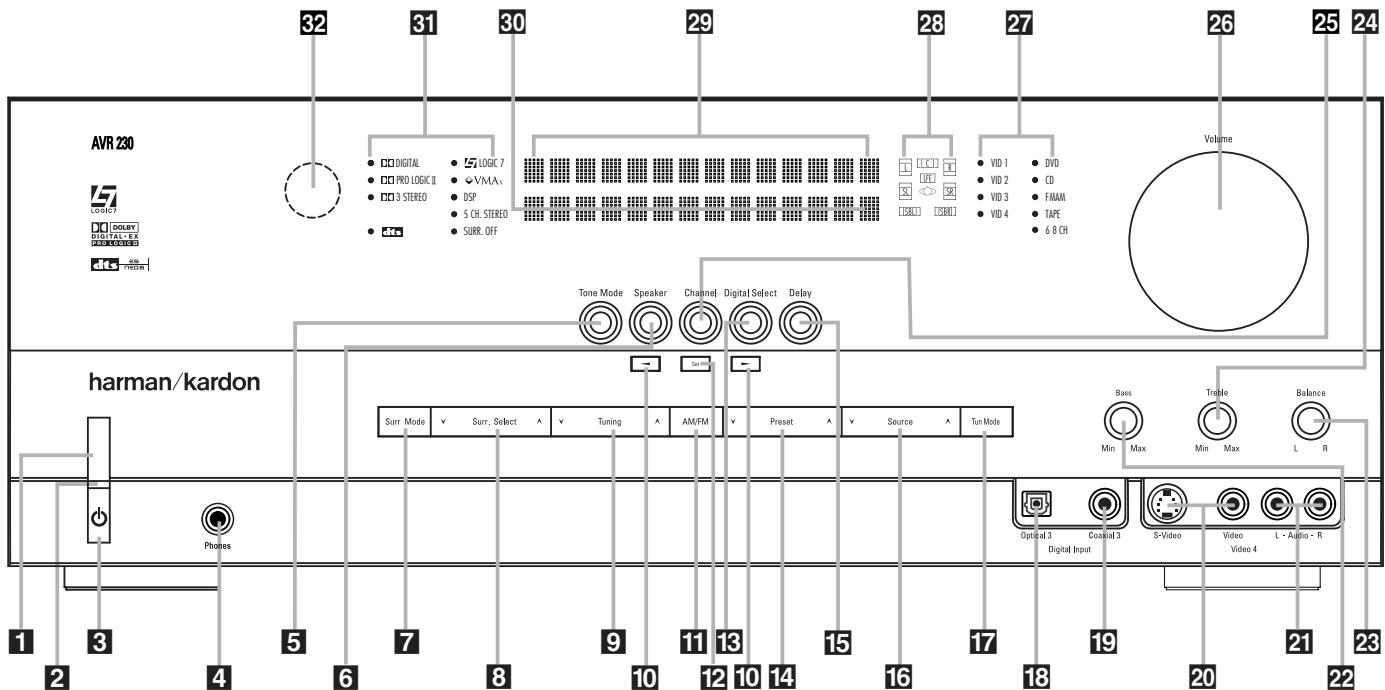 32 31 30 29 28 27 26 25 24
AVR 230
LOGIC7
DOLBY
DIGITAL·EX
PRO LOGIC II
dts ES
NEO:6
DIGITAL
PRO LOGIC II
3 STEREO
dts
LOGIC 7
VMAx
DSP
5 CH. STEREO
SURR. OFF
L C R
LFE
SL SR
SBL SBR
VID 1
VID 2
VID 3
VID 4
DVD
CD
FMAM
TAPE
6 8 CH
Volume
Tone Mode Speaker Channel Digital Select Delay
Set
harman/kardon
Surr Mode Surr. Select Tuning AM/FM Preset Source Tun Mode
Bass
Min Max
Treble
Min Max
Balance
L R
Phones
Optical 3 Coaxial 3
Digital Input
S-Video Video L - Audio - R
Video 4
1 2 3 4 5 6 7 8 9 10 11 12 13 10 14 15 16 17 18 19 20 21 22 23